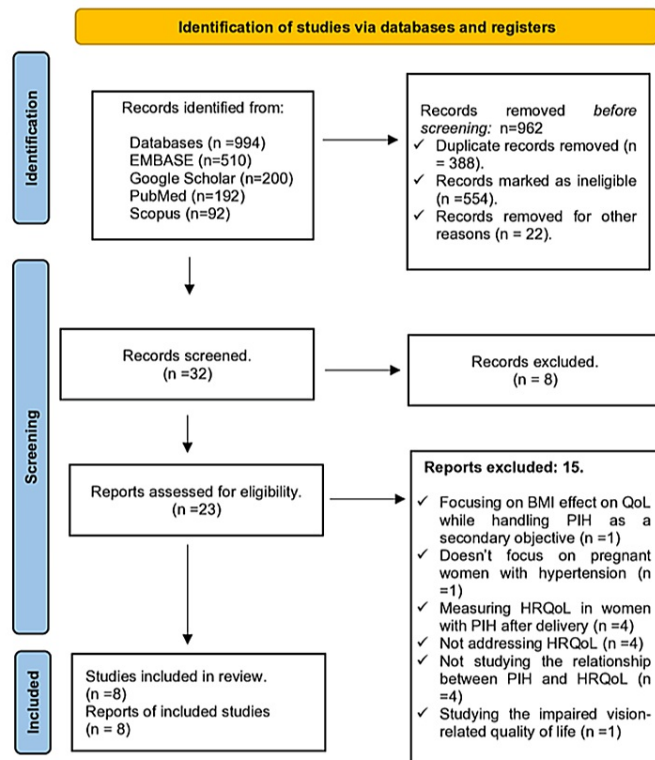 Identification of studies via databases and registers
Identification
Records identified from:
Databases (n =994)
EMBASE (n=510)
Google Scholar (n=200)
PubMed (n=192)
Scopus (n=92)
Records removed before
screening: n=962
✓ Duplicate records removed (n
= 388).
✓ Records marked as ineligible
(n =554).
✓ Records removed for other
reasons (n = 22).
Screening
Records screened.
(n =32)
Records excluded.
(n = 8)
Reports assessed for eligibility.
(n =23)
Reports excluded: 15.
✓ Focusing on BMI effect on QoL
while handling PIH as a
secondary objective (n =1)
✓ Doesn't focus on pregnant
women with hypertension (n
=1)
✓ Measuring HRQoL in women
with PIH after delivery (n =4)
✓ Not addressing HRQoL (n =4)
✓ Not studying the relationship
between PIH and HRQoL (n
=4)
✓ Studying the impaired vision-
related quality of life (n =1)
Included
Studies included in review.
(n =8)
Reports of included studies
(n = 8)